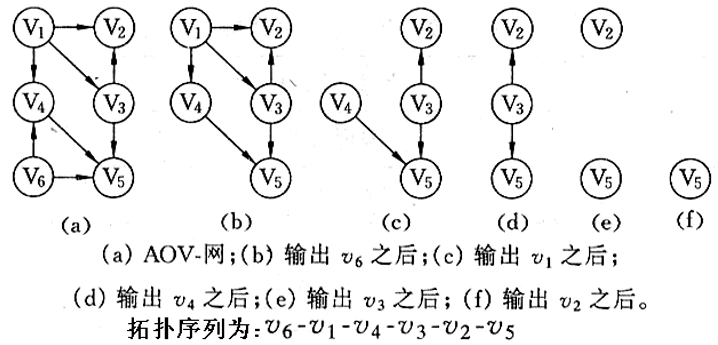 V₁ V₂ V₁ V₂ V₂ V₂ V₂
V₄ V₃ V₄ V₃ V₄ V₃ V₃
V₆ V₅ V₅ V₅ V₅ V₅ V₅
(a) (b) (c) (d) (e) (f)
(a) AOV-网;(b) 输出 v₆ 之后;(c) 输出 v₁ 之后;
(d) 输出 v₄ 之后;(e) 输出 v₃ 之后; (f) 输出 v₂ 之后。
拓扑序列为:v₆-v₁-v₄-v₃-v₂-v₅